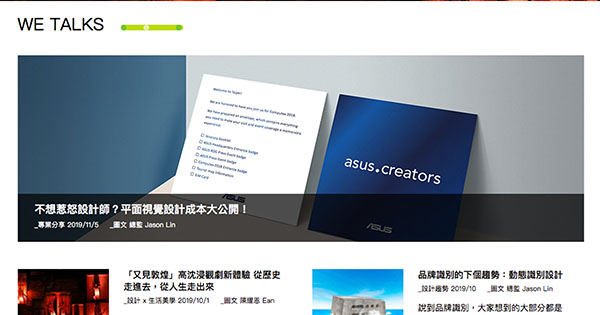 WE TALKS
Welcome to Taipei!
We are honored to have you join us for Computex 2018.
We have prepared an envelope, which contains everything
you need to make your visit and event coverage a memorable
experience.
Itinerary Booklet
ASUS Headquarters Entrance badge
ASUS ROG Press Event badge
ASUS Press Event badge
Computex 2018 Entrance badge
Tourist map information
SIM Card
ASUS
asus.creators
ASUS
不想惹怒設計師？平面視覺設計成本大公開！
_專業分享 2019/11/5 _圖文 總監 Jason Lin
「又見敦煌」高沈浸觀劇新體驗 從歷史
走進去，從人生走出來
_設計 x 生活美學 2019/10/1 _圖文 陳耀恩 Ean
品牌識別的下個趨勢：動態識別設計
_設計趨勢 2019/10 _圖文 總監 Jason Lin
說到品牌識別，大家想到的大部分都是